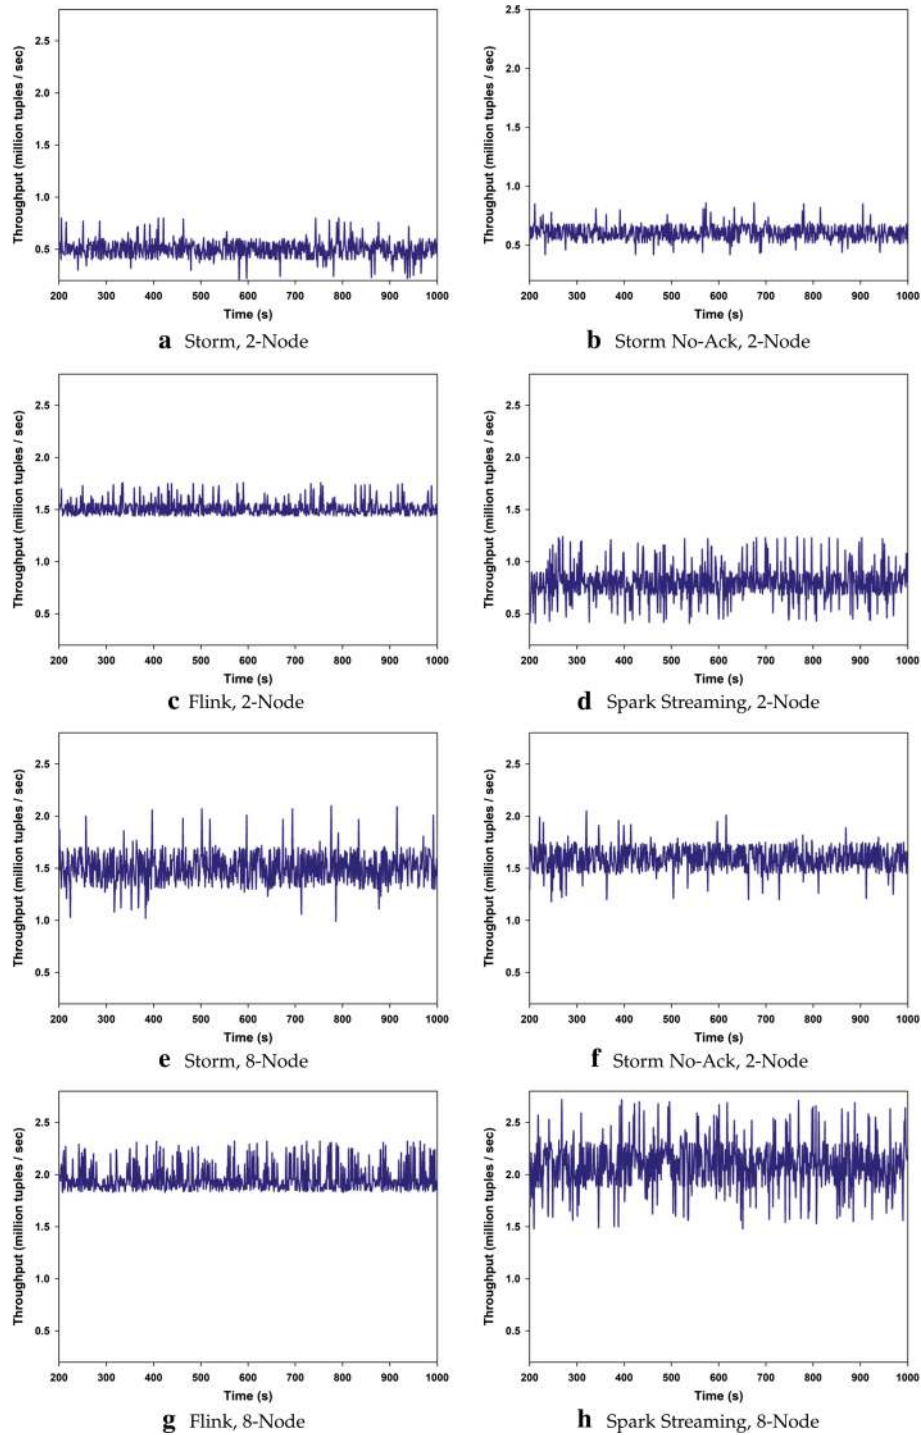 2.5
2.0
1.5
1.0
0.5
Throughput (million tuples / sec)
200 300 400 500 600 700 800 900 1000
Time (s)
a Storm, 2-Node
2.5
2.0
1.5
1.0
0.5
Throughput (million tuples / sec)
200 300 400 500 600 700 800 900 1000
Time (s)
b Storm No-Ack, 2-Node
2.5
2.0
1.5
1.0
0.5
Throughput (million tuples / sec)
200 300 400 500 600 700 800 900 1000
Time (s)
c Flink, 2-Node
2.5
2.0
1.5
1.0
0.5
Throughput (million tuples / sec)
200 300 400 500 600 700 800 900 1000
Time (s)
d Spark Streaming, 2-Node
2.5
2.0
1.5
1.0
0.5
Throughput (million tuples / sec)
200 300 400 500 600 700 800 900 1000
Time (s)
e Storm, 8-Node
2.5
2.0
1.5
1.0
0.5
Throughput (million tuples / sec)
200 300 400 500 600 700 800 900 1000
Time (s)
f Storm No-Ack, 2-Node
2.5
2.0
1.5
1.0
0.5
Throughput (million tuples / sec)
200 300 400 500 600 700 800 900 1000
Time (s)
g Flink, 8-Node
2.5
2.0
1.5
1.0
0.5
Throughput (million tuples / sec)
200 300 400 500 600 700 800 900 1000
Time (s)
h Spark Streaming, 8-Node